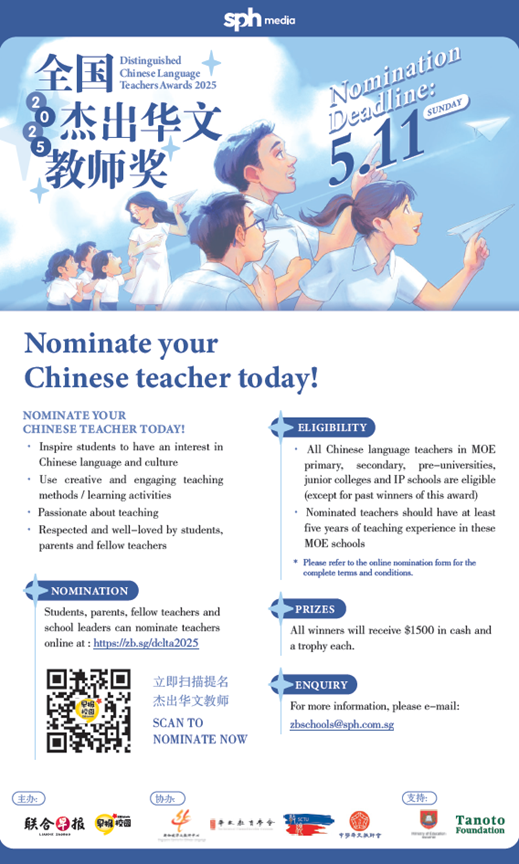 sph media
全国
Distinguished
Chinese Language
Teachers Awards 2025
2025
杰出华文
教师奖
Nomination
Deadline:
5.11
SUNDAY
Nominate your
Chinese teacher today!
NOMINATE YOUR
CHINESE TEACHER TODAY!
• Inspire students to have an interest in
Chinese language and culture
• Use creative and engaging teaching
methods / learning activities
• Passionate about teaching
• Respected and well-loved by students,
parents and fellow teachers
NOMINATION
Students, parents, fellow teachers and
school leaders can nominate teachers
online at : https://zb.sg/dclta2025
立即扫描提名
杰出华文教师
SCAN TO
NOMINATE NOW
ELIGIBILITY
• All Chinese language teachers in MOE
primary, secondary, pre-universities,
junior colleges and IP schools are eligible
(except for past winners of this award)
• Nominated teachers should have at least
five years of teaching experience in these
MOE schools
* Please refer to the online nomination form for the
complete terms and conditions.
PRIZES
All winners will receive $1500 in cash and
a trophy each.
ENQUIRY
For more information, please e-mail:
zbschools@sph.com.sg
主办:
联合早报
早报校园
协办:
支持:
Tanoto
Foundation